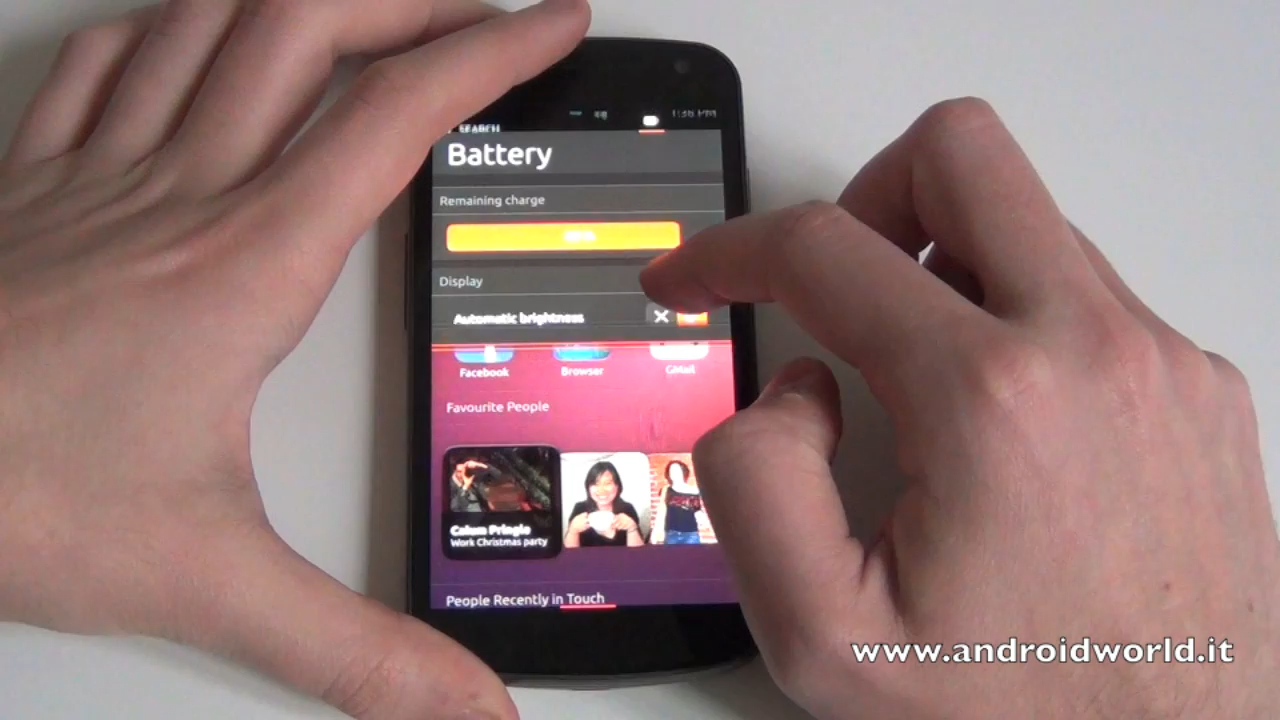 SEARCH
Battery
Remaining charge
Display
Automatic brightness
Facebook
Browser
GMail
Favourite People
Colum Pringle
Work Christmas party
People Recently in Touch
www.androidworld.it